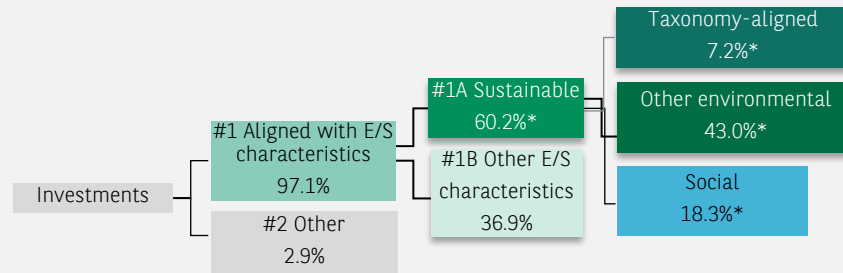 Investments
#1 Aligned with E/S
characteristics
97.1%
#2 Other
2.9%
#1A Sustainable
60.2%*
#1B Other E/S
characteristics
36.9%
Taxonomy-aligned
7.2%*
Other environmental
43.0%*
Social
18.3%*